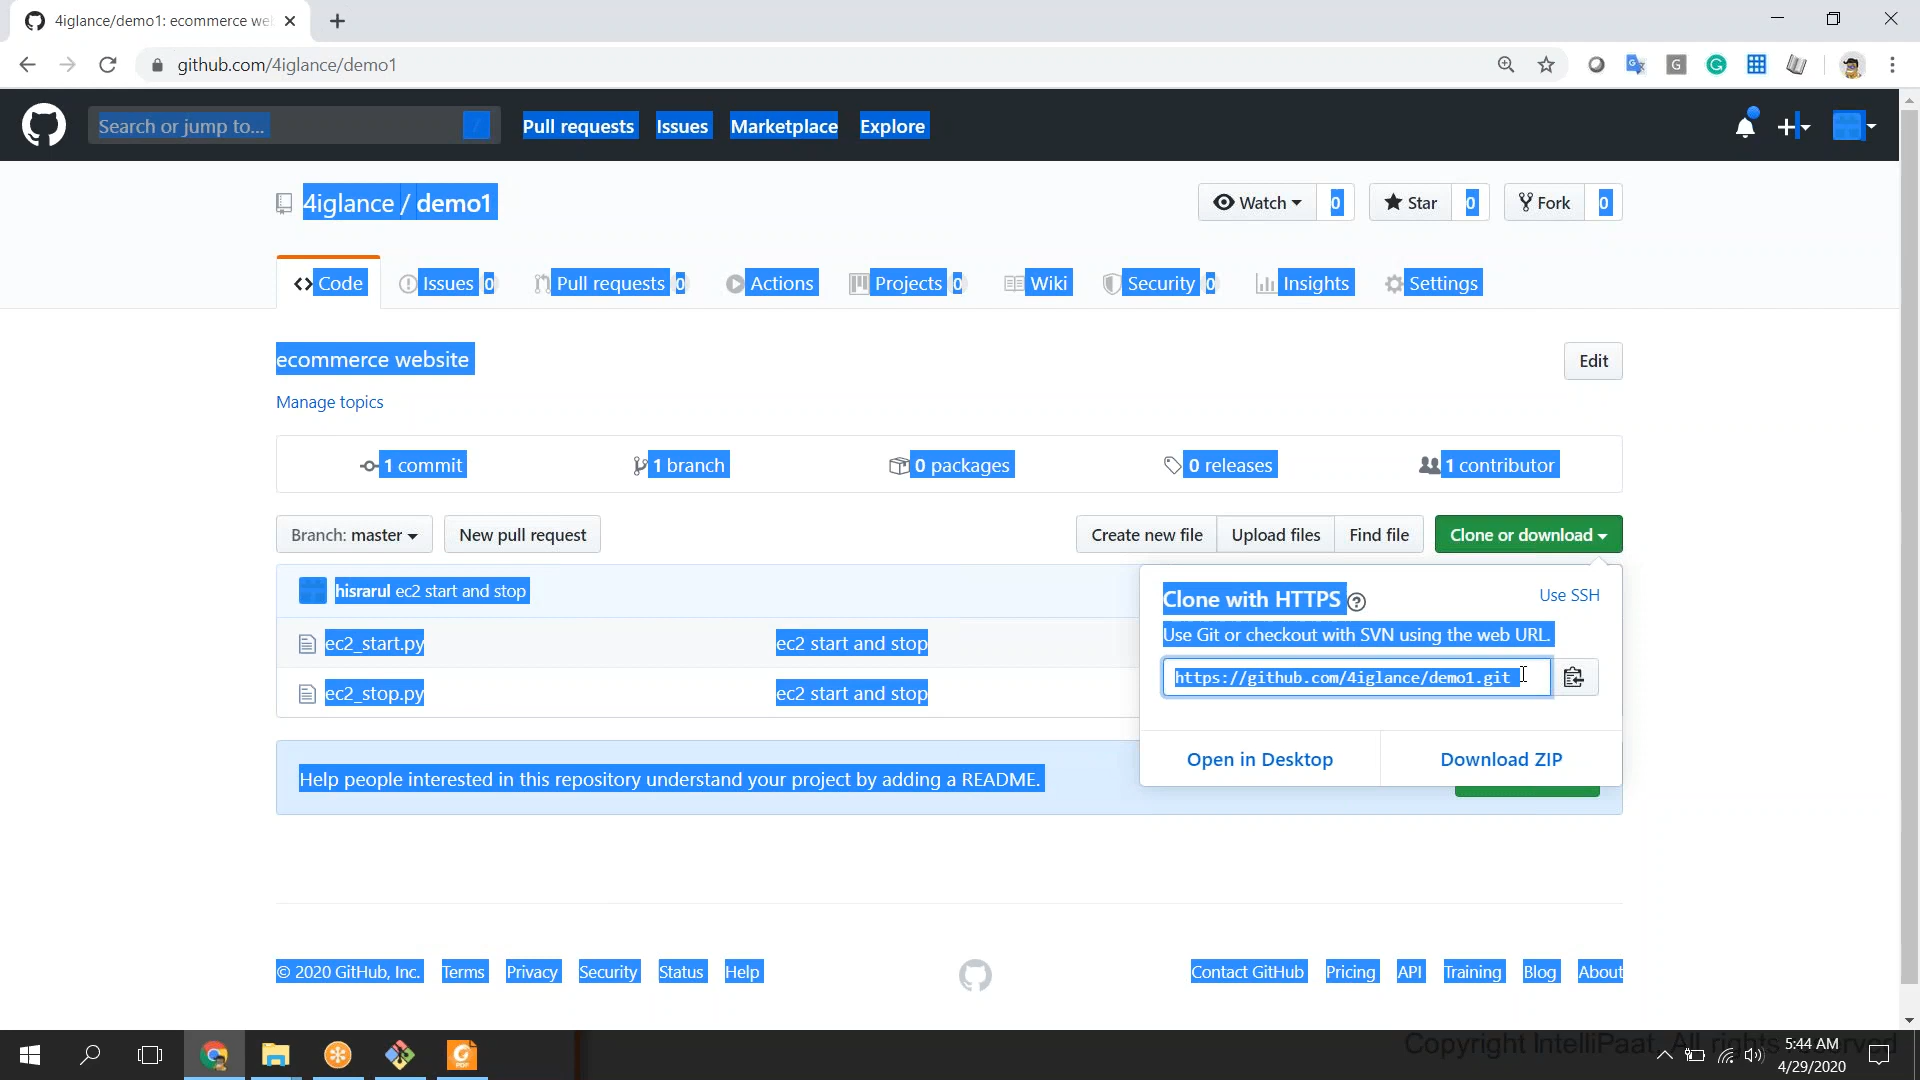 4iglance/demo1: ecommerce we
github.com/4iglance/demo1
Search or jump to... /
Pull requests Issues Marketplace Explore
4iglance / demo1
Watch 0 Star 0 Fork 0
Code Issues 0 Pull requests 0 Actions Projects 0 Wiki Security 0 Insights Settings
ecommerce website
Edit
Manage topics
1 commit 1 branch 0 packages 0 releases 1 contributor
Branch: master New pull request Create new file Upload files Find file Clone or download
hisrarul ec2 start and stop
ec2_start.py ec2 start and stop
ec2_stop.py ec2 start and stop
Clone with HTTPS Use SSH
Use Git or checkout with SVN using the web URL.
https://github.com/4iglance/demo1.git
Open in Desktop Download ZIP
Help people interested in this repository understand your project by adding a README.
© 2020 GitHub, Inc. Terms Privacy Security Status Help Contact GitHub Pricing API Training Blog About
Copyright IntelliPaat, All rights reserved
5:44 AM
4/29/2020